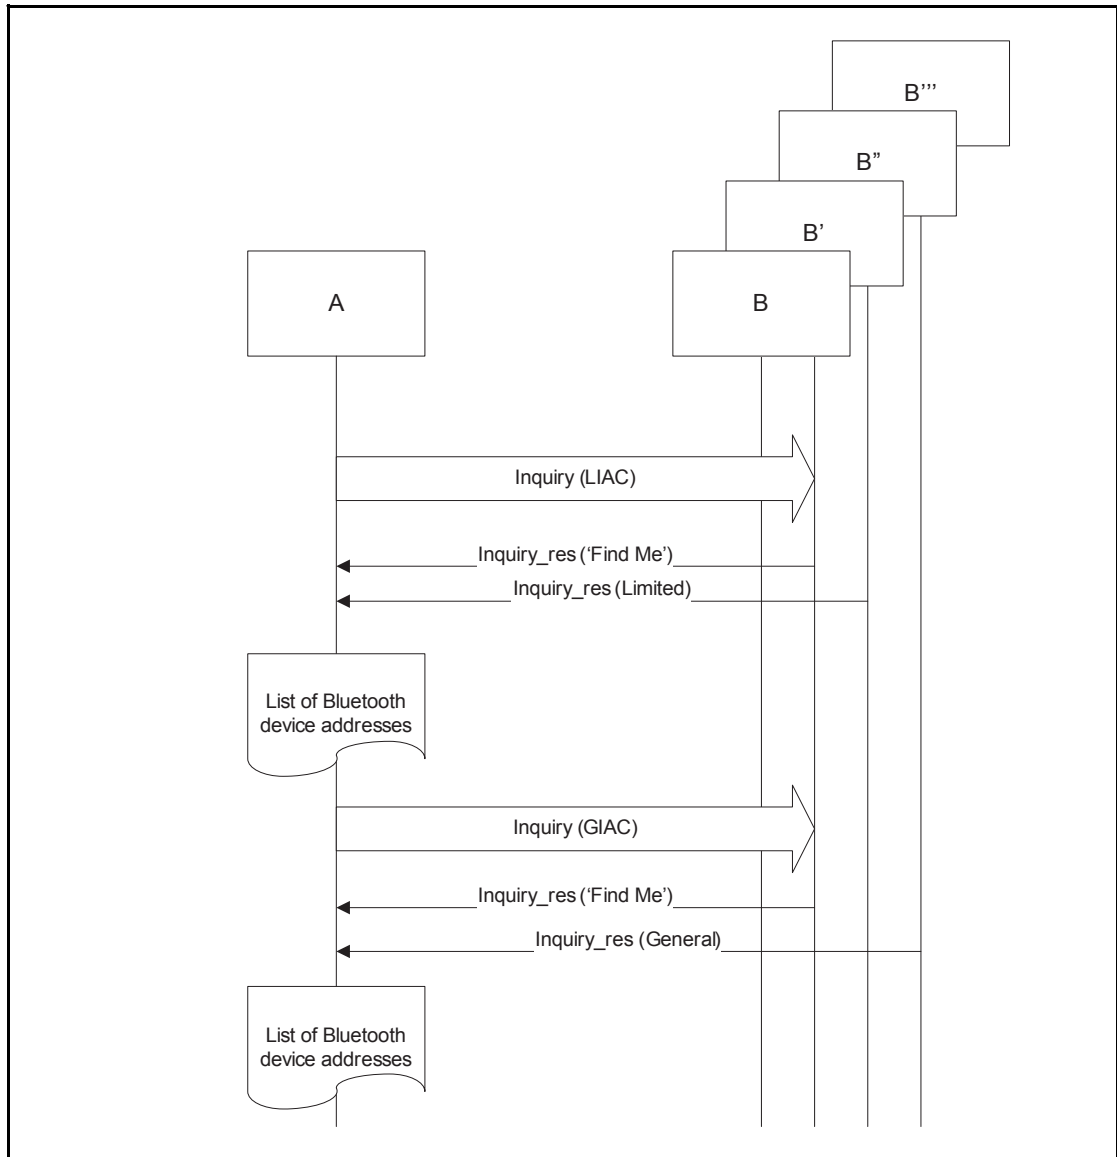 B’’’
B”
B’
A
B
Inquiry (LIAC)
Inquiry_res (‘Find Me’)
Inquiry_res (Limited)
List of Bluetooth
device addresses
Inquiry (GIAC)
Inquiry_res (‘Find Me’)
Inquiry_res (General)
List of Bluetooth
device addresses